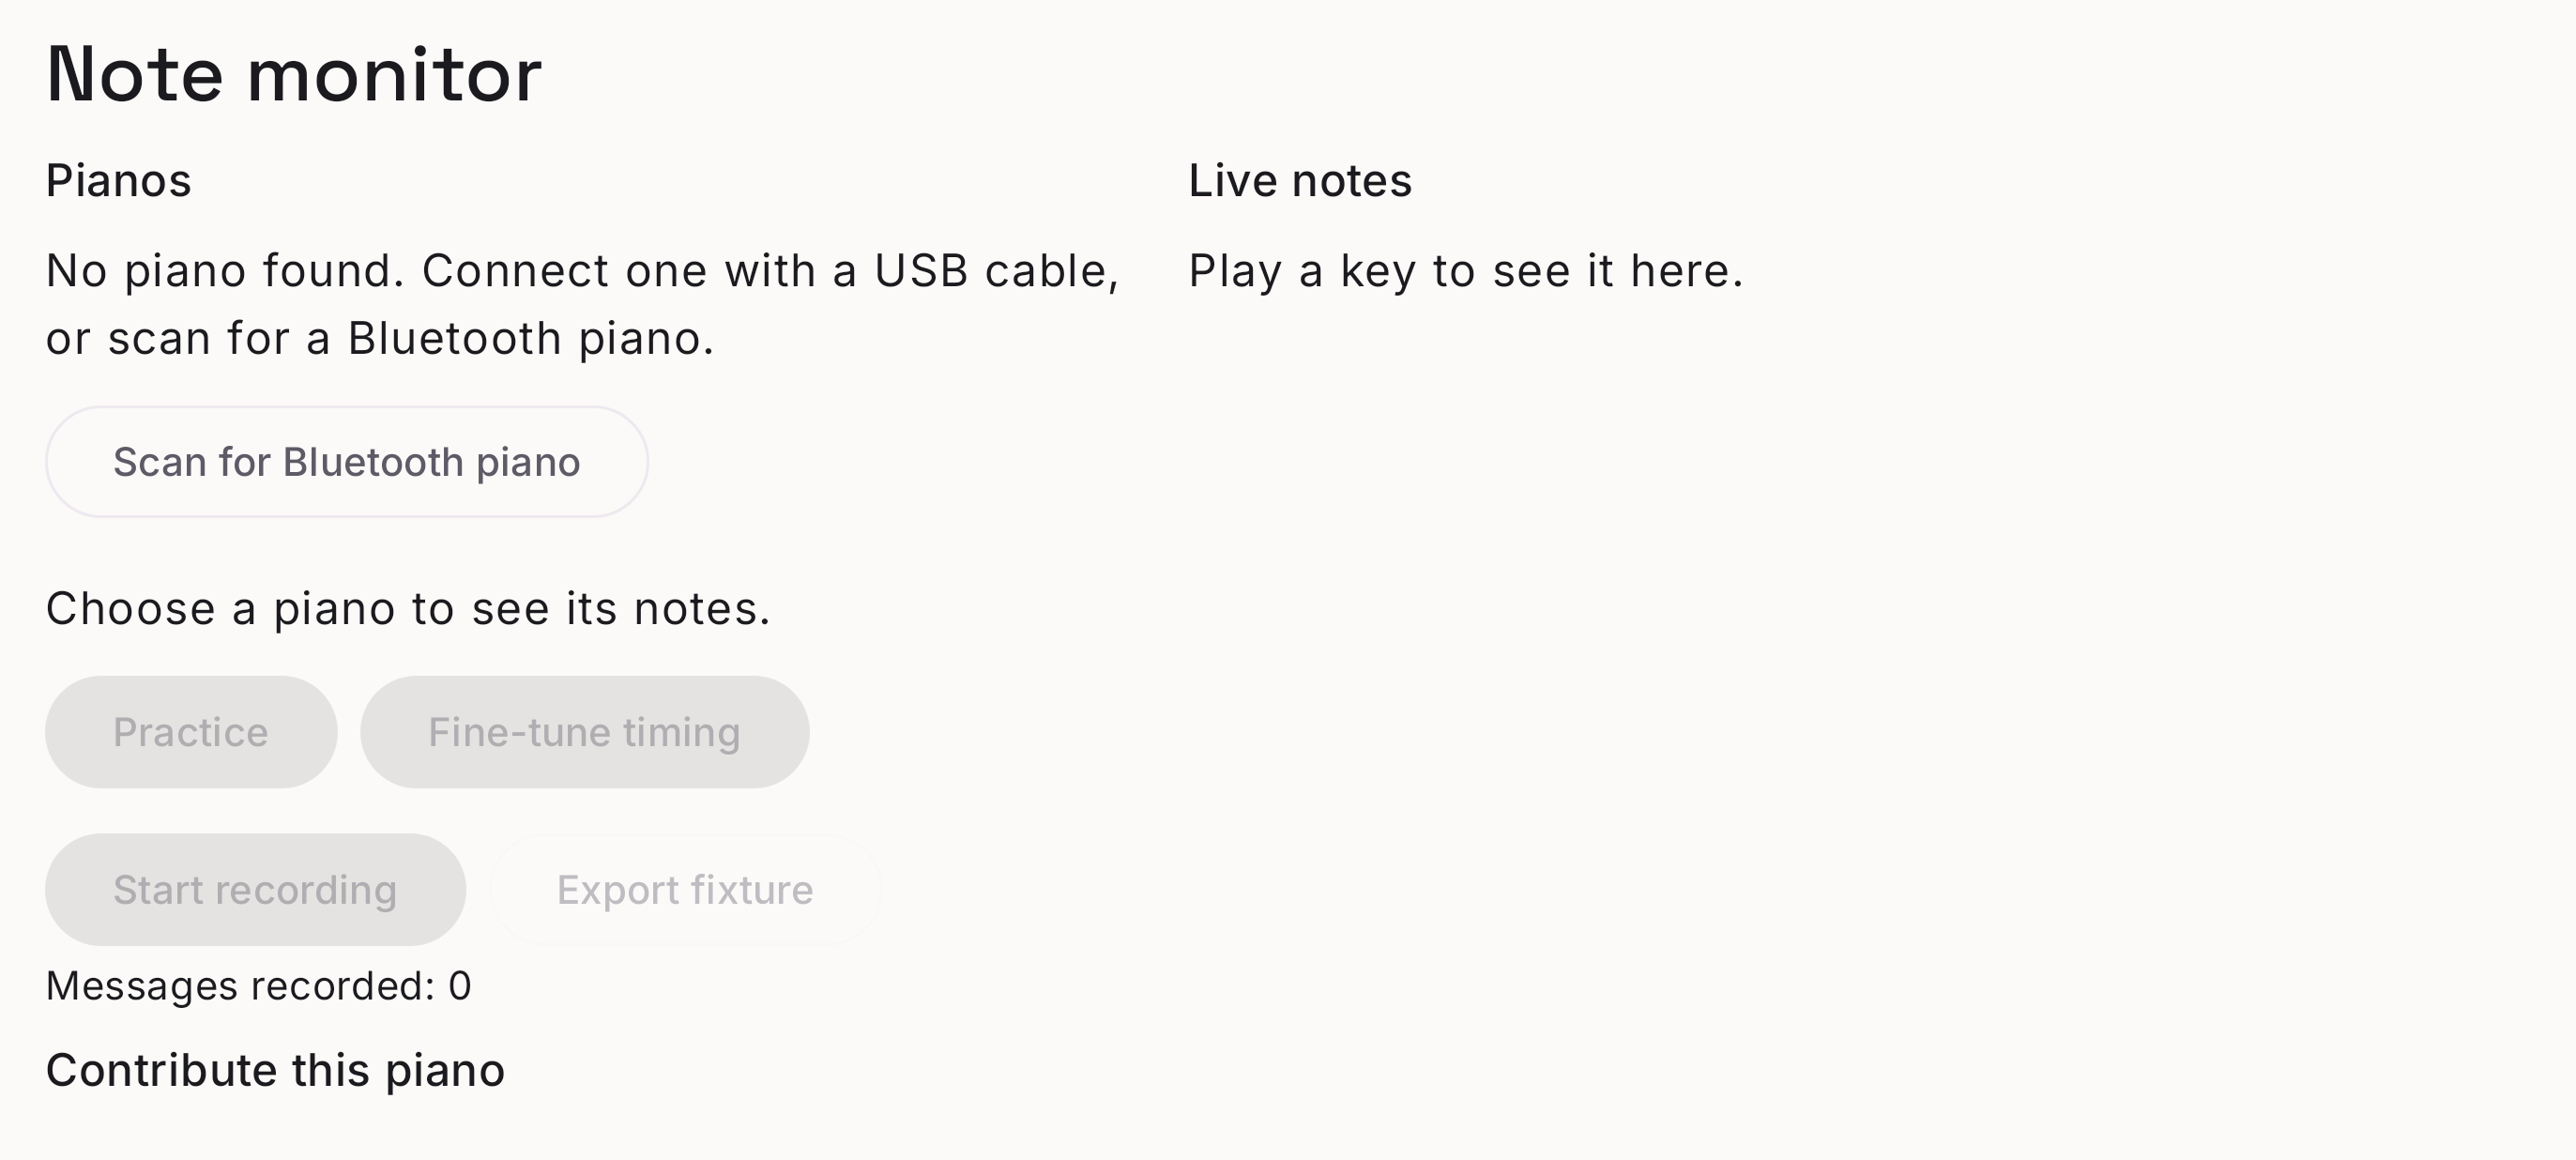 Note monitor
Pianos
No piano found. Connect one with a USB cable,
or scan for a Bluetooth piano.
Scan for Bluetooth piano
Choose a piano to see its notes.
Practice
Fine-tune timing
Start recording
Export fixture
Messages recorded: 0
Contribute this piano
Live notes
Play a key to see it here.